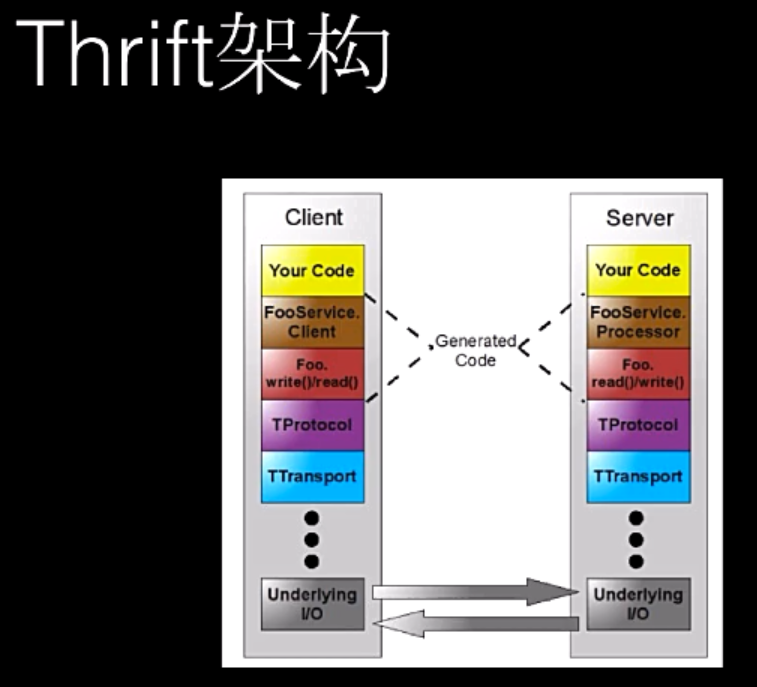 Thrift架构
Client
Your Code
FooService.
Client
Foo.
write()/read()
TProtocol
TTransport
Underlying
I/O
Generated
Code
Server
Your Code
FooService.
Processor
Foo.
read()/write()
TProtocol
TTransport
Underlying
I/O